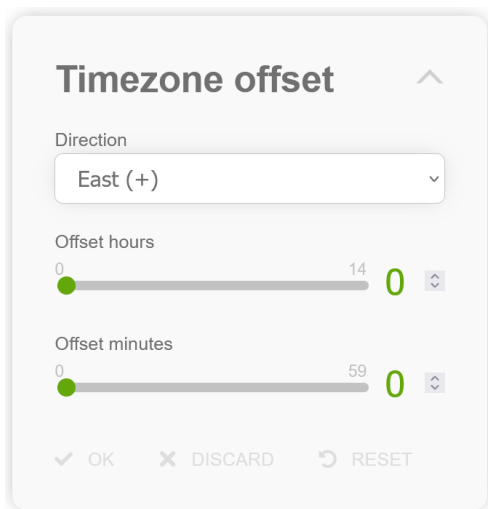 Timezone offset
Direction
East (+)
Offset hours
0 14 0
Offset minutes
0 59 0
OK DISCARD RESET